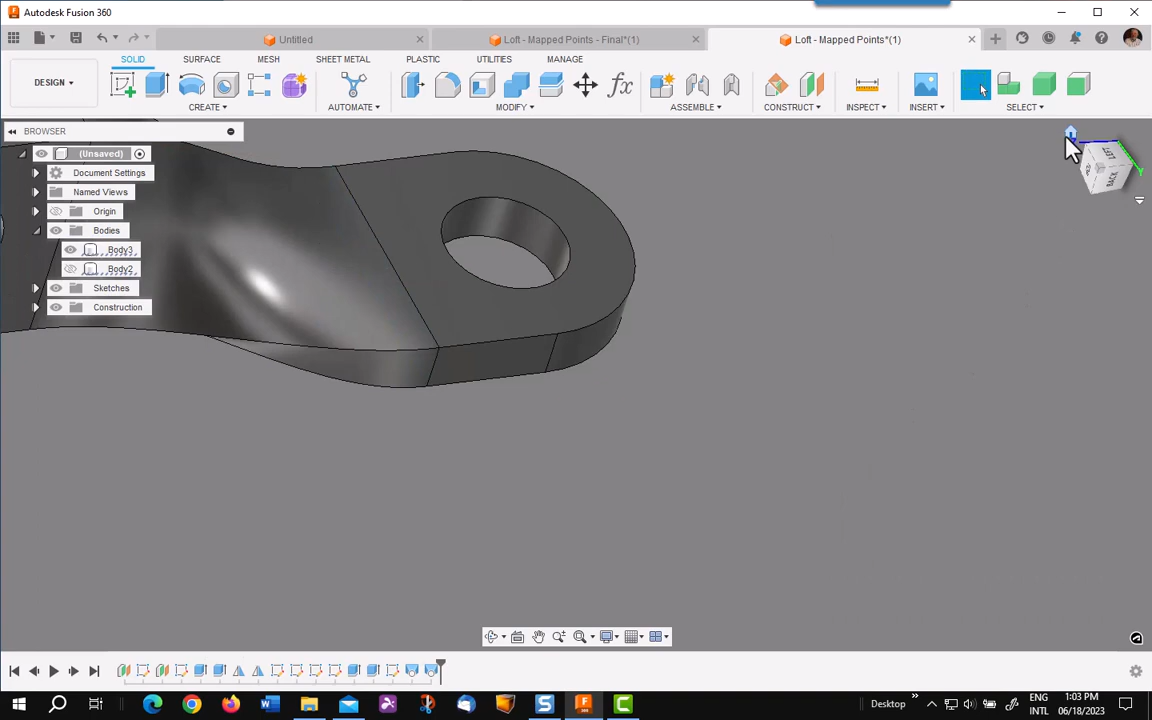 Autodesk Fusion 360
Untitled
Loft - Mapped Points - Final*(1)
Loft - Mapped Points*(1)
DESIGN
SOLID
SURFACE
MESH
SHEET METAL
PLASTIC
UTILITIES
MANAGE
CREATE
AUTOMATE
MODIFY
ASSEMBLE
CONSTRUCT
INSPECT
INSERT
SELECT
BROWSER
(Unsaved)
Document Settings
Named Views
Origin
Bodies
Body3
Body2
Sketches
Construction
LEFT
BACK
Y
Desktop
ENG
INTL
1:03 PM
06/18/2023